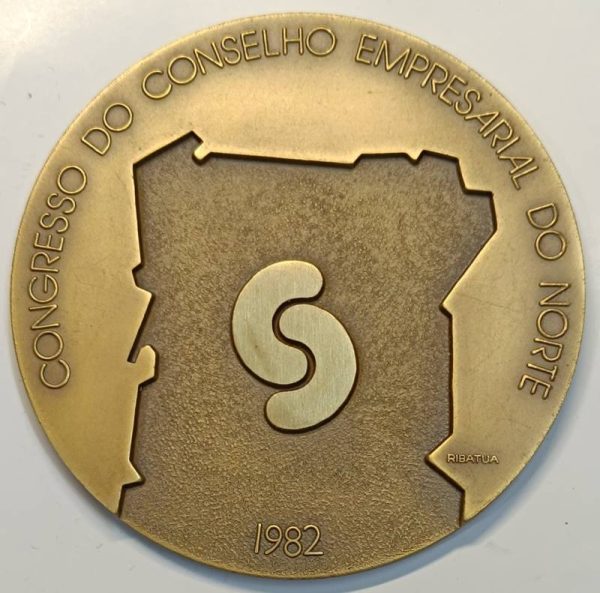 CONGRESSO DO CONSELHO EMPRESARIAL DO NORTE
RIBATUA
1982